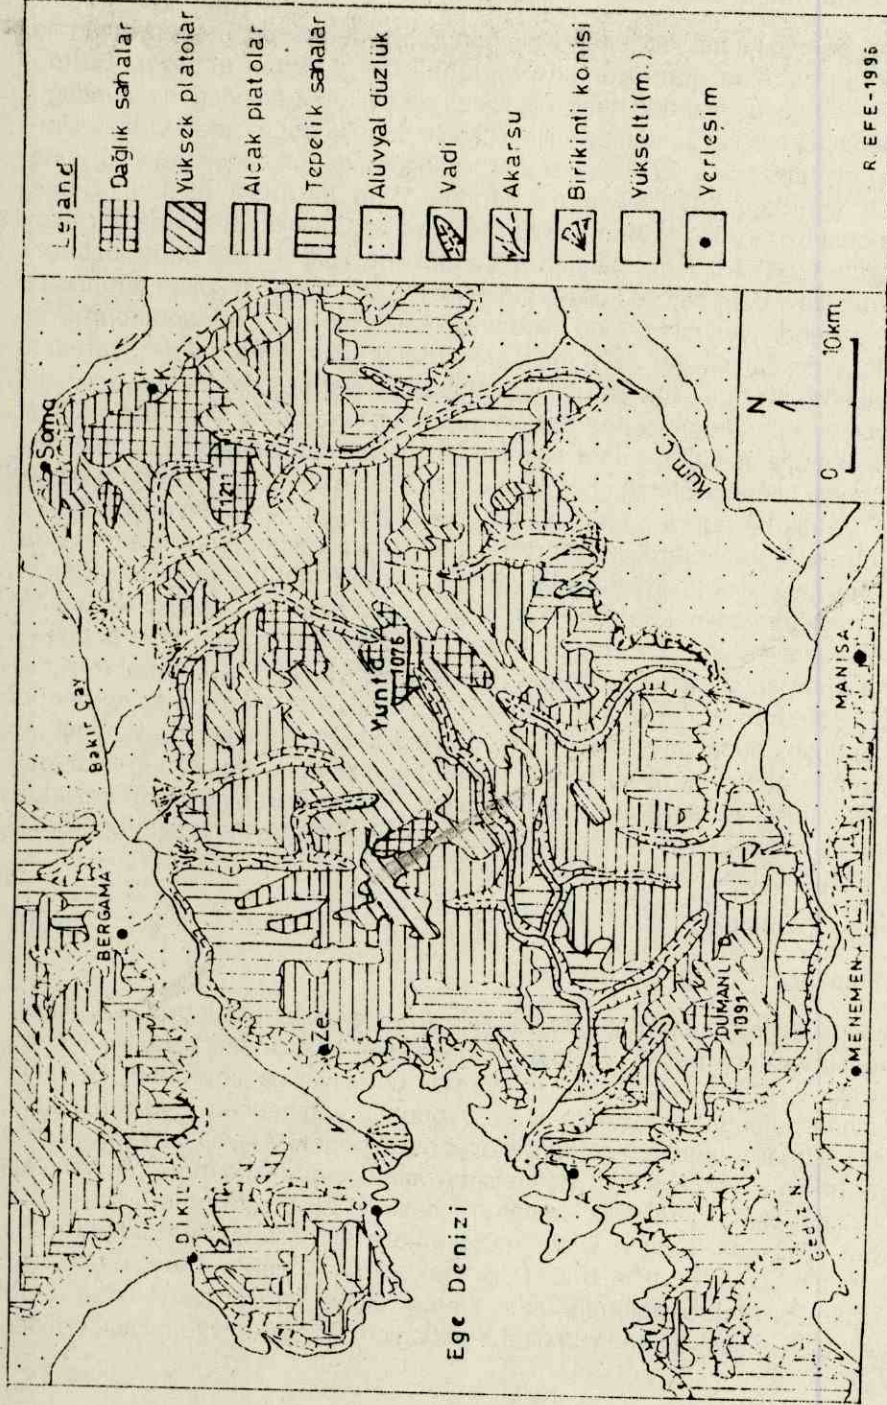 Lejand
Dağlık sahalar
Yüksek platolar
Alçak platolar
Tepelik sahalar
Alüvyal düzlük
Vadi
Akarsu
Birikinti konisi
Yükselti(m.)
Yerleşim
R. EFE-1996
Soma
K
1211
Bakır Çay
BERGAMA
DİKİLİ
Yunt d.
1076
Ze
Ç
Ege Denizi
DUMANLI D
1091
Kum Ç.
MANİSA
MENEMEN
GEDİZ N.
N
0
10km.